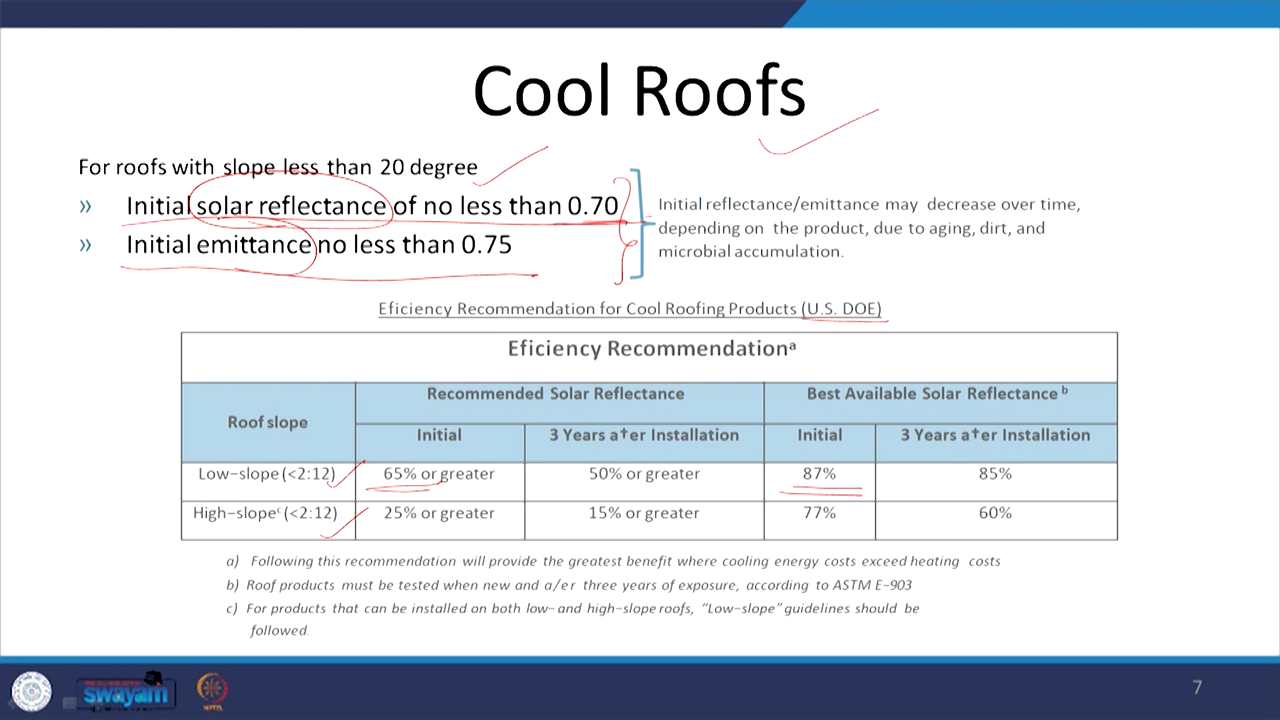 Cool Roofs
For roofs with slope less than 20 degree
» Initial solar reflectance of no less than 0.70
» Initial emittance no less than 0.75
Initial reflectance/emittance may decrease over time,
depending on the product, due to aging, dirt, and
microbial accumulation.
Eficiency Recommendation for Cool Roofing Products (U.S. DOE)
Eficiency Recommendationᵃ
Roof slope
Recommended Solar Reflectance
Best Available Solar Reflectance ᵇ
Initial
3 Years a†er Installation
Initial
3 Years a†er Installation
Low-slope (<2:12) 65% or greater 50% or greater 87% 85%
High-slopeᶜ (<2:12) 25% or greater 15% or greater 77% 60%
a) Following this recommendation will provide the greatest benefit where cooling energy costs exceed heating costs
b) Roof products must be tested when new and a/er three years of exposure, according to ASTM E-903
c) For products that can be installed on both low- and high-slope roofs, "Low-slope" guidelines should be
followed.
swayam
7